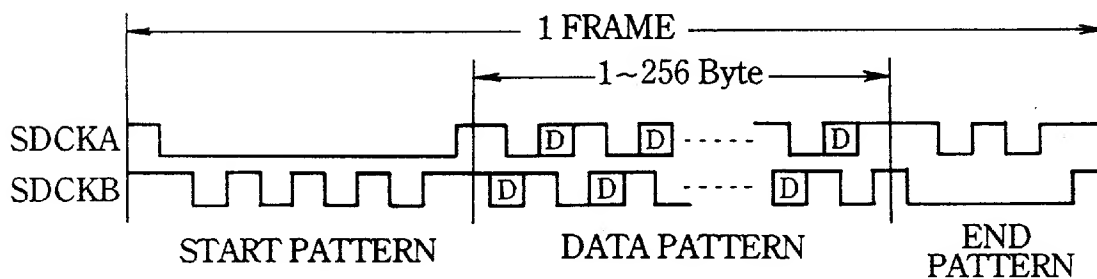 1 FRAME
1~256 Byte
SDCKA D D D
SDCKB D D D
START PATTERN DATA PATTERN END PATTERN